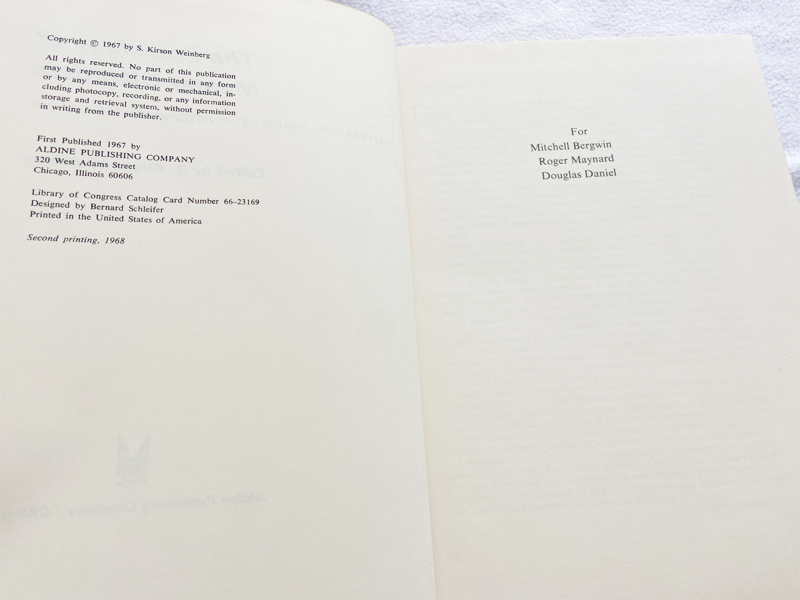 Copyright © 1967 by S. Kirson Weinberg
All rights reserved. No part of this publication
may be reproduced or transmitted in any form
or by any means, electronic or mechanical, in-
cluding photocopy, recording, or any information
storage and retrieval system, without permission
in writing from the publisher.
First Published 1967 by
ALDINE PUBLISHING COMPANY
320 West Adams Street
Chicago, Illinois 60606
Library of Congress Catalog Card Number 66–23169
Designed by Bernard Schleifer
Printed in the United States of America
Second printing, 1968
For
Mitchell Bergwin
Roger Maynard
Douglas Daniel